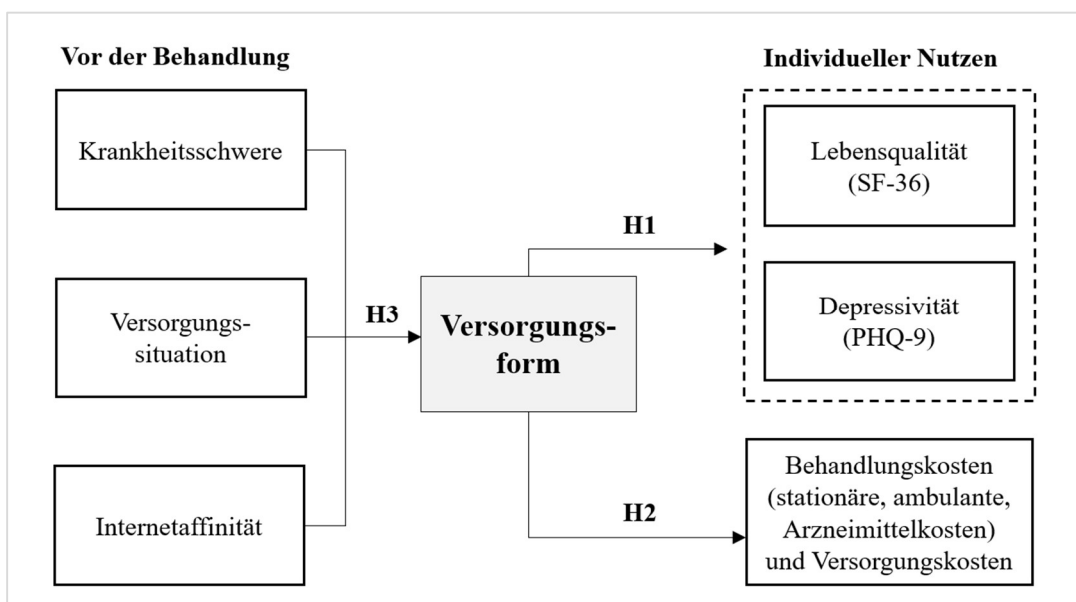 Vor der Behandlung
Krankheitsschwere
Versorgungs-
situation
Internetaffinität
H3
Versorgungs-
form
H1
H2
Individueller Nutzen
Lebensqualität
(SF-36)
Depressivität
(PHQ-9)
Behandlungskosten
(stationäre, ambulante,
Arzneimittelkosten)
und Versorgungskosten